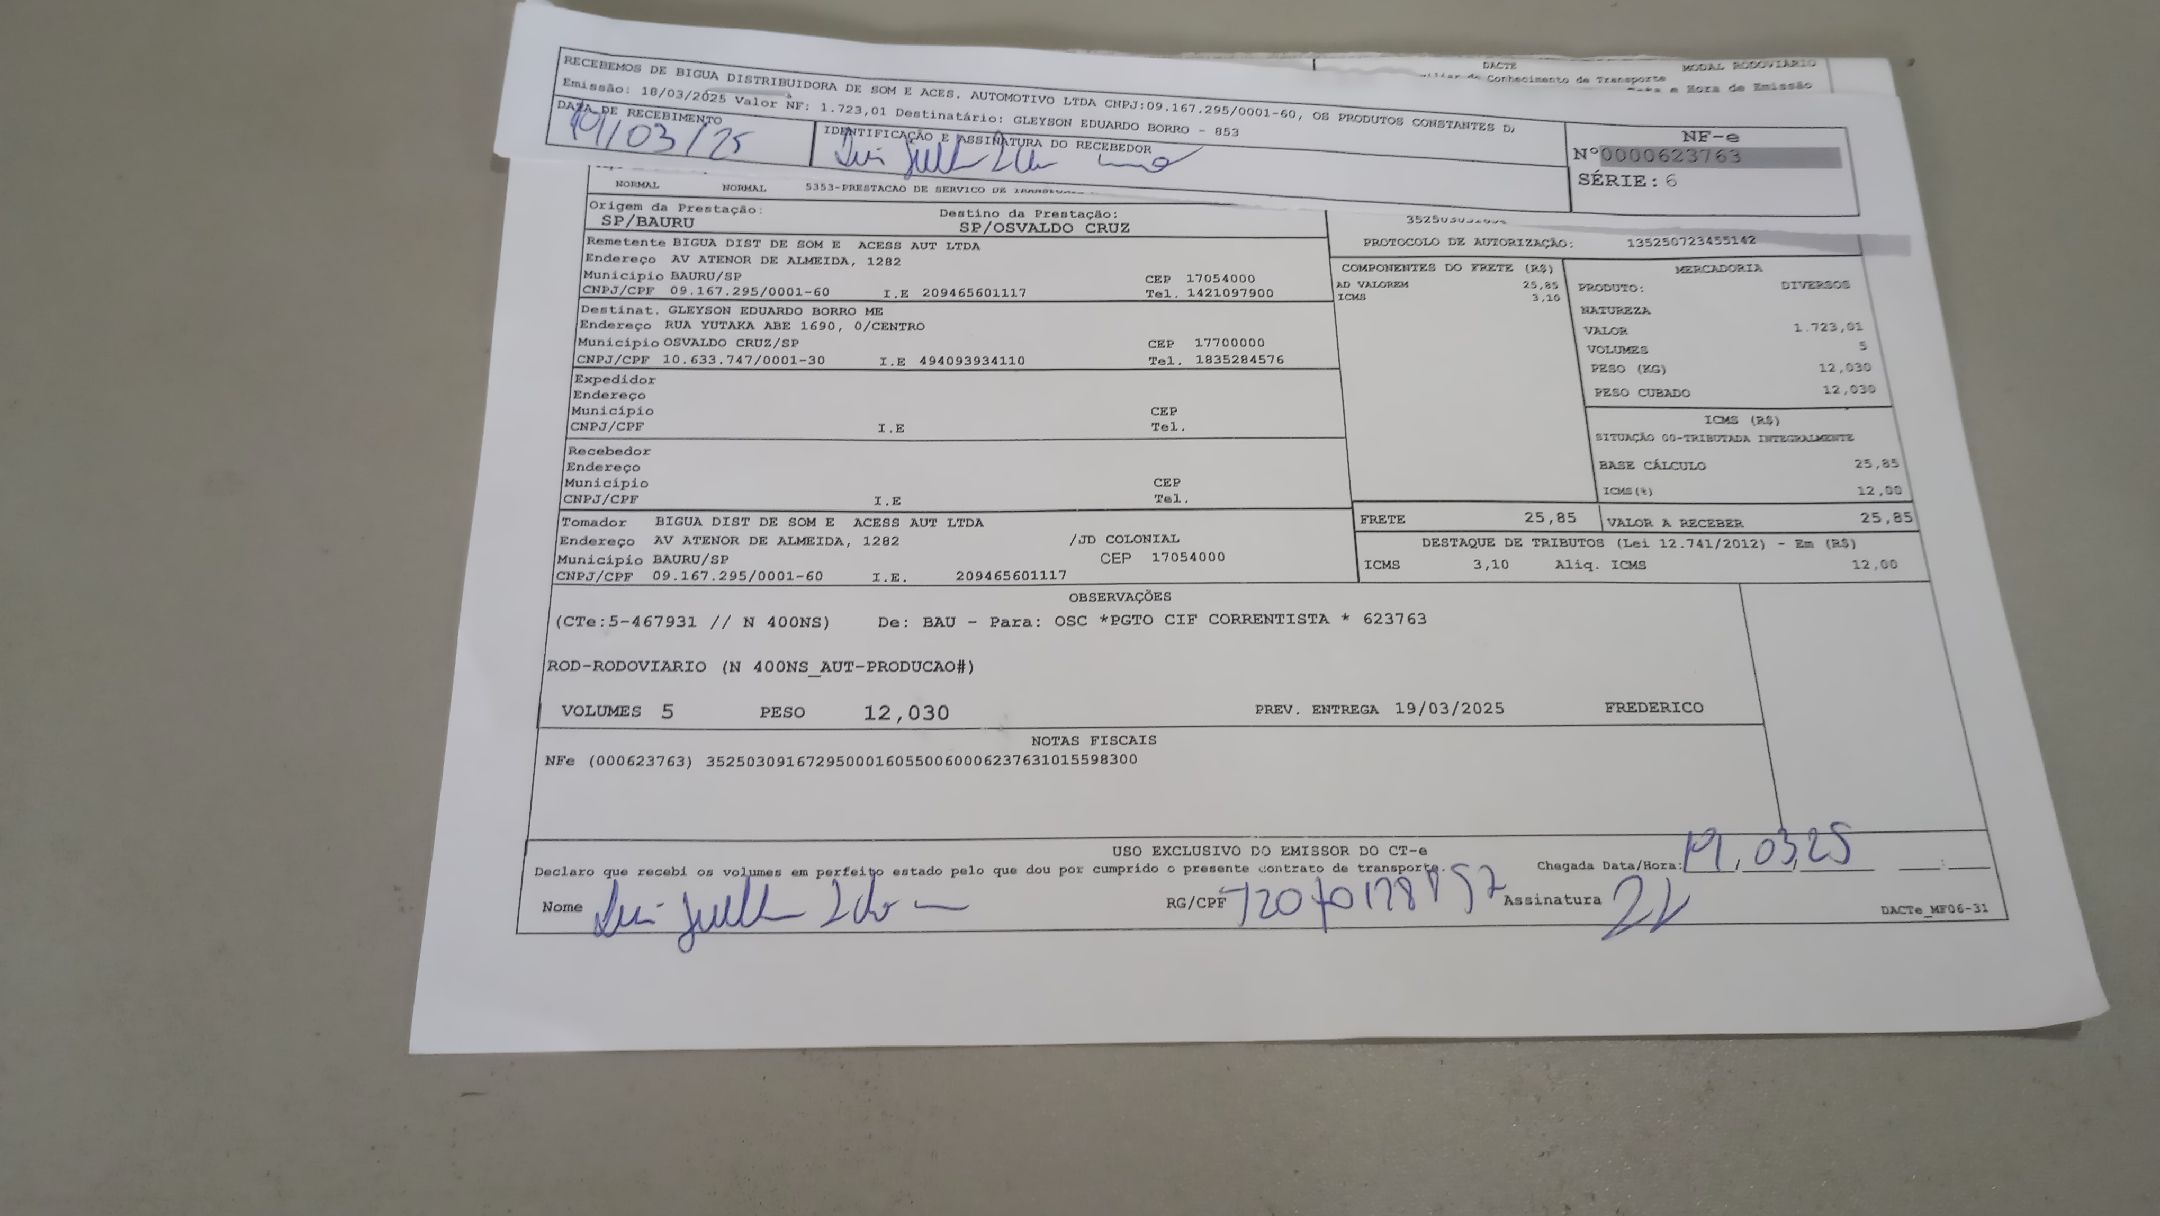 DACTE
MODAL RODOVIÁRIO
de Conhecimento de Transporte
e Hora de Emissão
RECEBEMOS DE BIGUA DISTRIBUIDORA DE SOM E ACES. AUTOMOTIVO LTDA CNPJ:09.167.295/0001-60, OS PRODUTOS CONSTANTES DA
Emissão: 18/03/2025 Valor NF: 1.723,01 Destinatário: GLEYSON EDUARDO BORRO - 853
DATA DE RECEBIMENTO
19/03/25
IDENTIFICAÇÃO E ASSINATURA DO RECEBEDOR
NF-e
N°0000623763
SÉRIE: 6
NORMAL NORMAL 5353-PRESTACAO DE SERVICO DE
Origem da Prestação: Destino da Prestação:
SP/BAURU SP/OSVALDO CRUZ
PROTOCOLO DE AUTORIZAÇÃO: 135250723455142
Remetente BIGUA DIST DE SOM E ACESS AUT LTDA
Endereço AV ATENOR DE ALMEIDA, 1282
Município BAURU/SP CEP 17054000
CNPJ/CPF 09.167.295/0001-60 I.E 209465601117 Tel. 1421097900
Destinat. GLEYSON EDUARDO BORRO ME
Endereço RUA YUTAKA ABE 1690, 0/CENTRO
Município OSVALDO CRUZ/SP CEP 17700000
CNPJ/CPF 10.633.747/0001-30 I.E 494093934110 Tel. 1835284576
Expedidor
Endereço
Município CEP
CNPJ/CPF I.E Tel.
Recebedor
Endereço
Município CEP
CNPJ/CPF I.E Tel.
Tomador BIGUA DIST DE SOM E ACESS AUT LTDA
Endereço AV ATENOR DE ALMEIDA, 1282 /JD COLONIAL
Município BAURU/SP CEP 17054000
CNPJ/CPF 09.167.295/0001-60 I.E. 209465601117
COMPONENTES DO FRETE (R$)
AD VALOREM 25,85
ICMS 3,10
MERCADORIA
PRODUTO: DIVERSOS
NATUREZA
VALOR 1.723,01
VOLUMES 5
PESO (KG) 12,030
PESO CUBADO 12,030
ICMS (R$)
SITUAÇÃO 00-TRIBUTADA INTEGRALMENTE
BASE CÁLCULO 25,85
ICMS(%) 12,00
FRETE 25,85 VALOR A RECEBER 25,85
DESTAQUE DE TRIBUTOS (Lei 12.741/2012) - Em (R$)
ICMS 3,10 Aliq. ICMS 12,00
OBSERVAÇÕES
(CTe:5-467931 // N 400NS) De: BAU - Para: OSC *PGTO CIF CORRENTISTA * 623763
ROD-RODOVIARIO (N 400NS_AUT-PRODUCAO#)
VOLUMES 5 PESO 12,030 PREV. ENTREGA 19/03/2025 FREDERICO
NOTAS FISCAIS
NFe (000623763) 35250309167295000160550060006237631015598300
USO EXCLUSIVO DO EMISSOR DO CT-e
Declaro que recebi os volumes em perfeito estado pelo que dou por cumprido o presente contrato de transporte. Chegada Data/Hora: 19, 03, 25
Nome RG/CPF Assinatura
DACTe_MF06-31